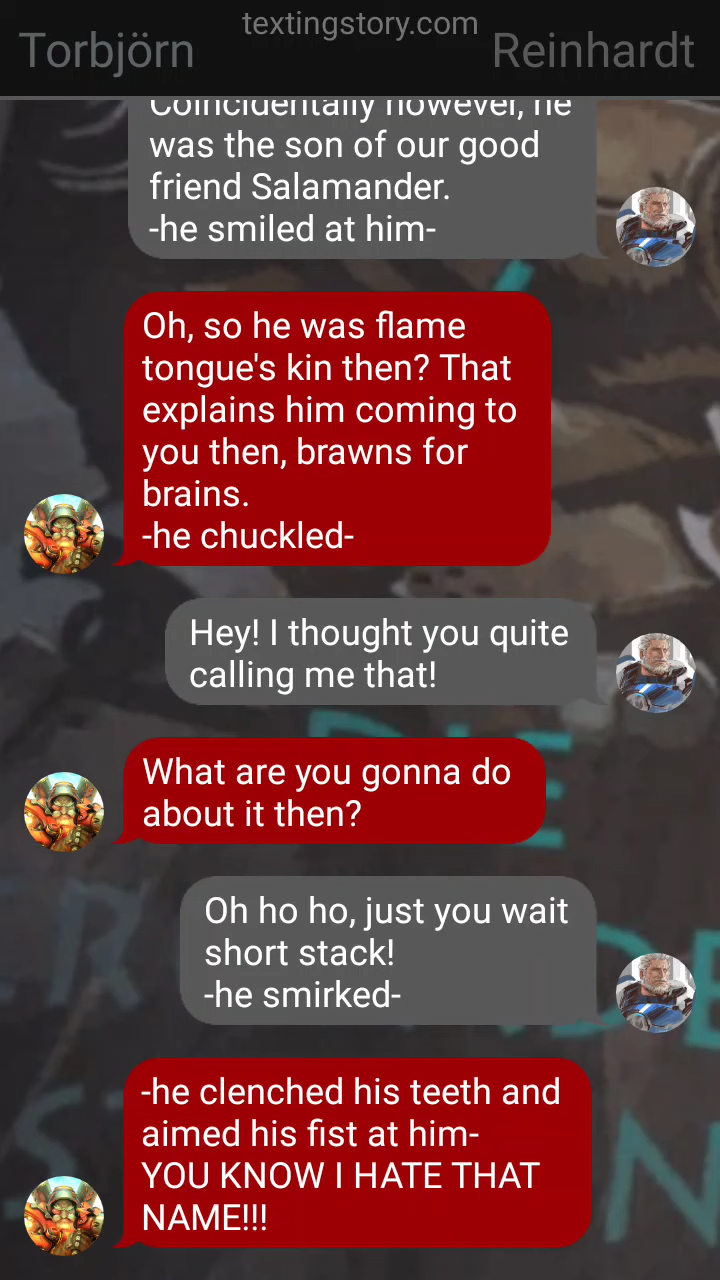 textingstory.com
Torbjörn
Reinhardt
Coincidentally however, he
was the son of our good
friend Salamander.
-he smiled at him-
Oh, so he was flame
tongue's kin then? That
explains him coming to
you then, brawns for
brains.
-he chuckled-
Hey! I thought you quite
calling me that!
What are you gonna do
about it then?
Oh ho ho, just you wait
short stack!
-he smirked-
-he clenched his teeth and
aimed his fist at him-
YOU KNOW I HATE THAT
NAME!!!